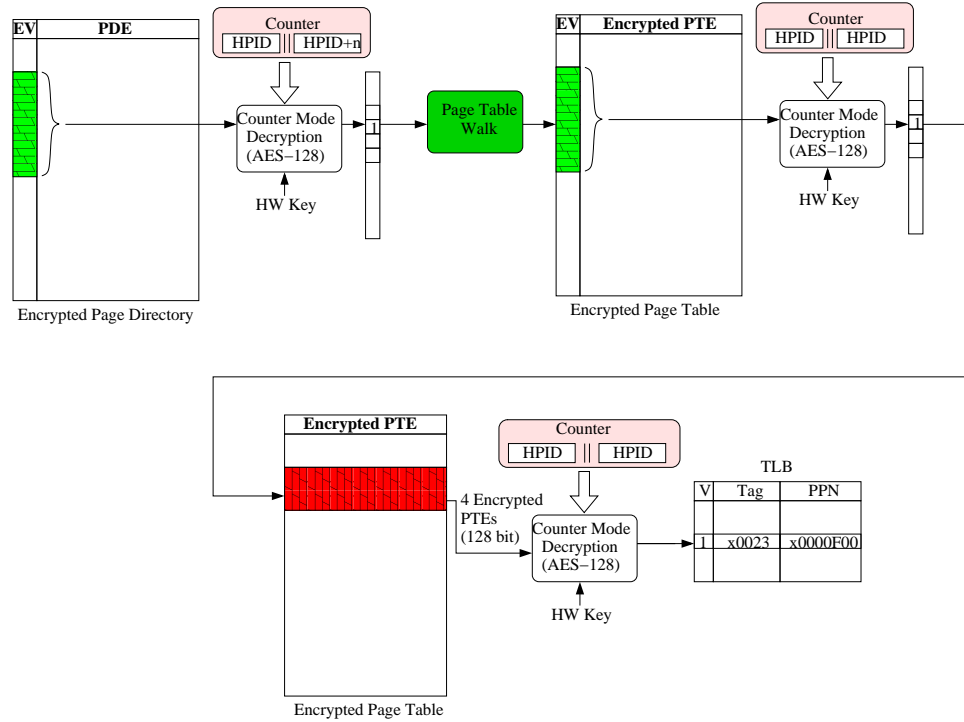 EV PDE
Counter
HPID || HPID+n
Counter Mode
Decryption
(AES−128)
HW Key
1
Page Table
Walk
Encrypted Page Directory
EV Encrypted PTE
Counter
HPID || HPID
Counter Mode
Decryption
(AES−128)
HW Key
1
Encrypted Page Table
Encrypted PTE
4 Encrypted
PTEs
(128 bit)
Counter
HPID || HPID
Counter Mode
Decryption
(AES−128)
HW Key
TLB
V Tag PPN
1 x0023 x0000F00
Encrypted Page Table